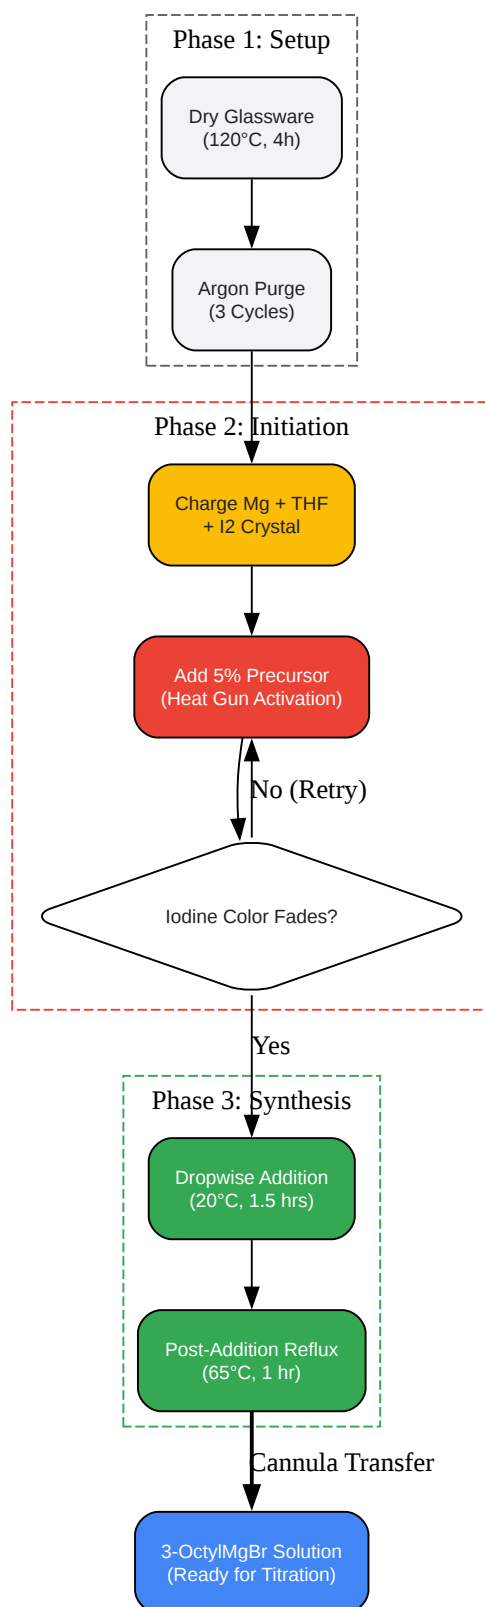 Phase 1: Setup
Dry Glassware
(120°C, 4h)
Argon Purge
(3 Cycles)
Phase 2: Initiation
Charge Mg + THF
+ I2 Crystal
Add 5% Precursor
(Heat Gun Activation)
No (Retry)
Iodine Color Fades?
Yes
Phase 3: Synthesis
Dropwise Addition
(20°C, 1.5 hrs)
Post-Addition Reflux
(65°C, 1 hr)
Cannula Transfer
3-OctylMgBr Solution
(Ready for Titration)